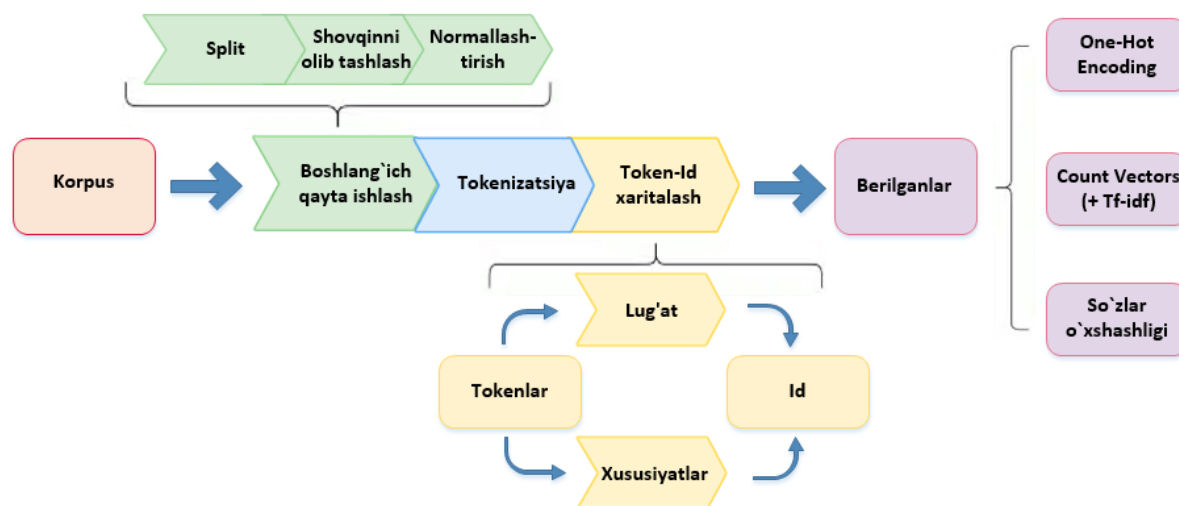 Split
Shovqinni
olib tashlash
Normallash-
tirish
One-Hot
Encoding
Korpus
Boshlang`ich
qayta ishlash
Tokenizatsiya
Token-Id
xaritalash
Berilganlar
Count Vectors
(+ Tf-idf)
Lug'at
So`zlar
o`xshashligi
Tokenlar
Id
Xususiyatlar